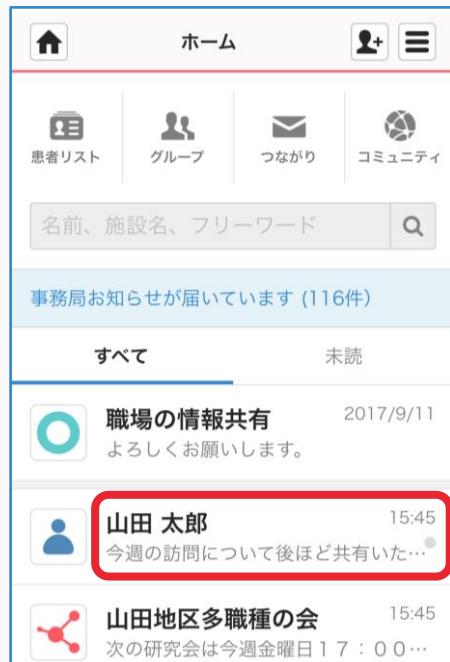 ホーム
患者リスト
グループ
つながり
コミュニティ
名前、施設名、フリーワード
事務局お知らせが届いています (116件)
すべて
未読
職場の情報共有 2017/9/11
よろしくお願いします。
山田 太郎 15:45
今週の訪問について後ほど共有いた…
山田地区多職種の会 15:45
次の研究会は今週金曜日17：00…